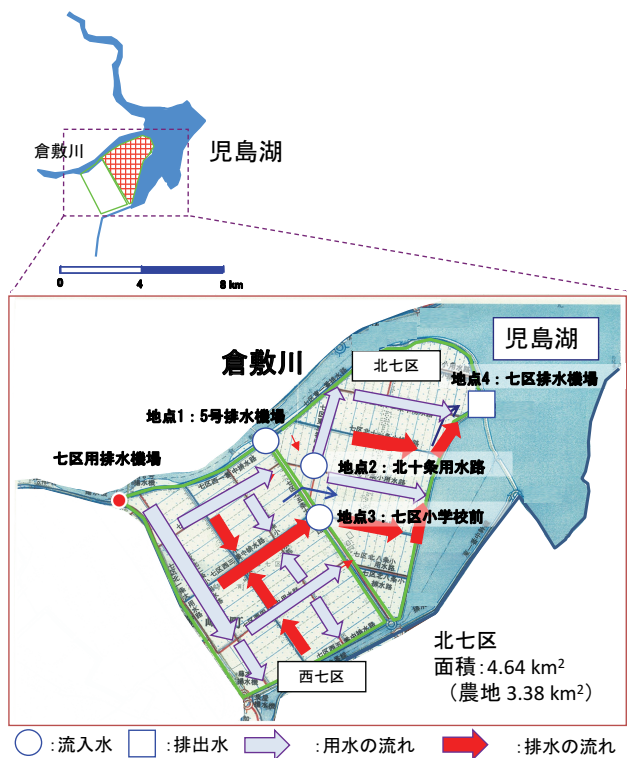 倉敷川
児島湖
0 4 8 km
児島湖
倉敷川
北七区
地点4：七区排水機場
地点1：5号排水機場
七区用排水機場
地点2：北十条用水路
地点3：七区小学校前
北七区
面積：4.64 km²
（農地 3.38 km²）
西七区
：流入水 ：排出水 ：用水の流れ ：排水の流れ